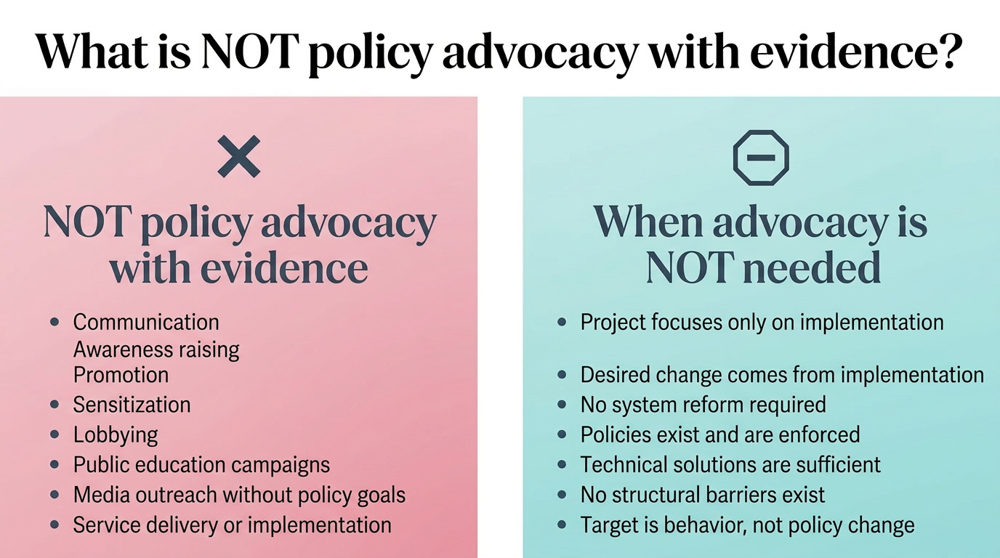 What is NOT policy advocacy with evidence?
NOT policy advocacy
with evidence
• Communication
Awareness raising
Promotion
• Sensitization
• Lobbying
• Public education campaigns
• Media outreach without policy goals
• Service delivery or implementation
When advocacy is
NOT needed
• Project focuses only on implementation
• Desired change comes from implementation
• No system reform required
• Policies exist and are enforced
• Technical solutions are sufficient
• No structural barriers exist
• Target is behavior, not policy change